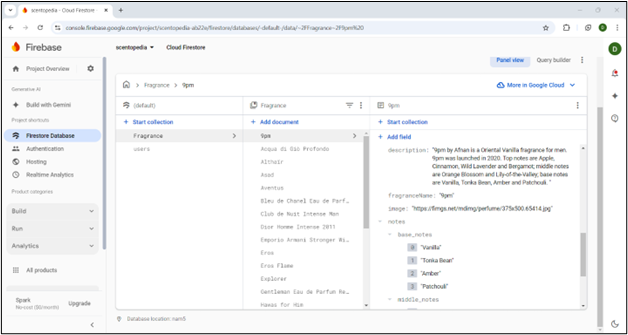 scentopedia - Cloud Firestore
console.firebase.google.com/project/scentopedia-ab22e/firestore/databases/-default-/data/~2FFragrance~2F9pm%20
D
Firebase
scentopedia
Cloud Firestore
D
Project Overview
Generative AI
Build with Gemini
Project shortcuts
Firestore Database
Authentication
Hosting
Realtime Analytics
Product categories
Build
Run
Analytics
All products
Spark
No-cost ($0/month)
Upgrade
Panel view
Query builder
Fragrance
9pm
More in Google Cloud
(default)
Start collection
Fragrance
users
Fragrance
Add document
9pm
Acqua di Giò Profondo
Althair
Asad
Aventus
Bleu de Chanel Eau de Parf...
Club de Nuit Intense Man
Dior Homme Intense 2011
Emporio Armani Stronger Wi...
Eros
Eros Flame
Explorer
Gentleman Eau de Parfum Re...
Hawas for Him
9pm
Start collection
Add field
description: "9pm by Afnan is a Oriental Vanilla fragrance for men.
9pm was launched in 2020. Top notes are Apple,
Cinnamon, Wild Lavender and Bergamot; middle notes
are Orange Blossom and Lily-of-the-Valley; base notes
are Vanilla, Tonka Bean, Amber and Patchouli. "
fragranceName: "9pm"
image: "https://fimgs.net/mdimg/perfume/375x500.65414.jpg"
notes
base_notes
0 "Vanilla"
1 "Tonka Bean"
2 "Amber"
3 "Patchouli"
middle_notes
Database location: nam5